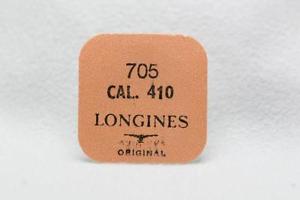 705
CAL. 410
LONGINES
ORIGINAL